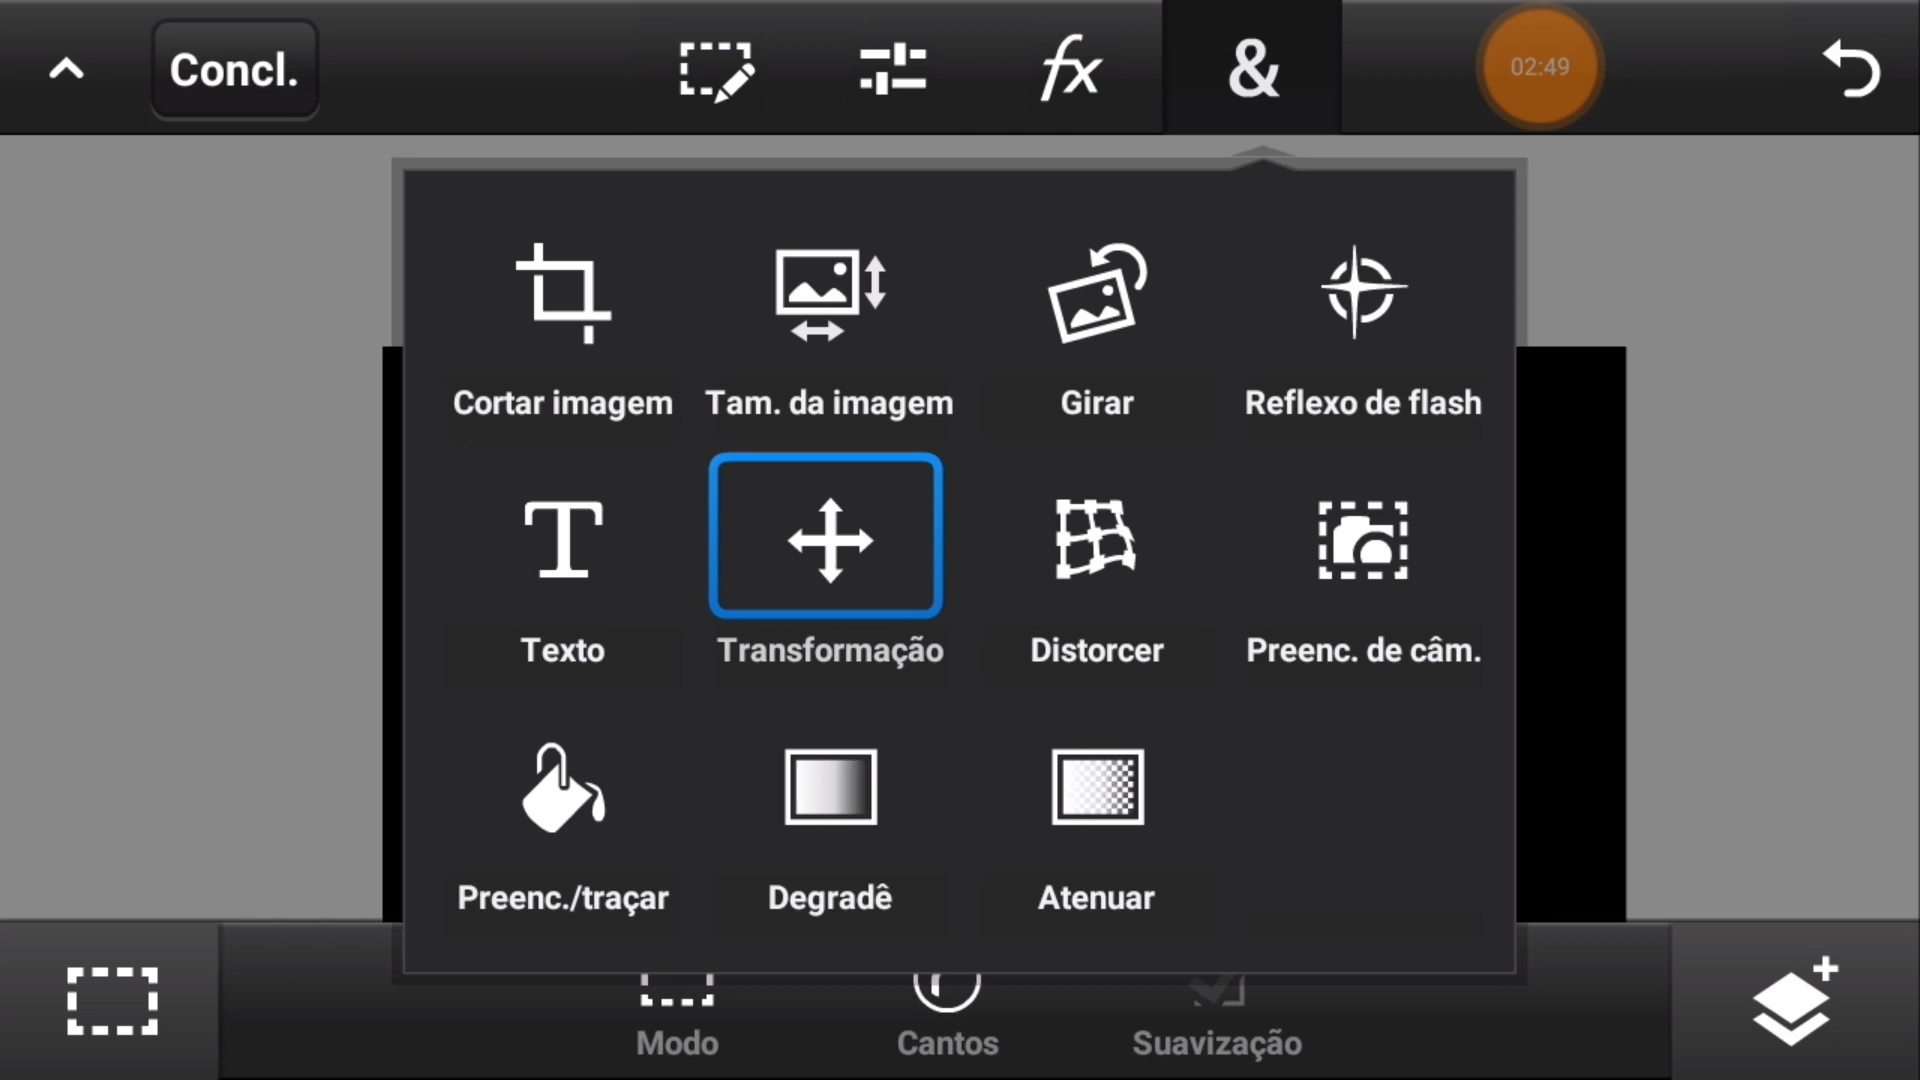 Concl.
fx
&
02:49
Cortar imagem
Tam. da imagem
Girar
Reflexo de flash
T
Texto
Transformação
Distorcer
Preenc. de câm.
Preenc./traçar
Degradê
Atenuar
Modo
Cantos
Suavização